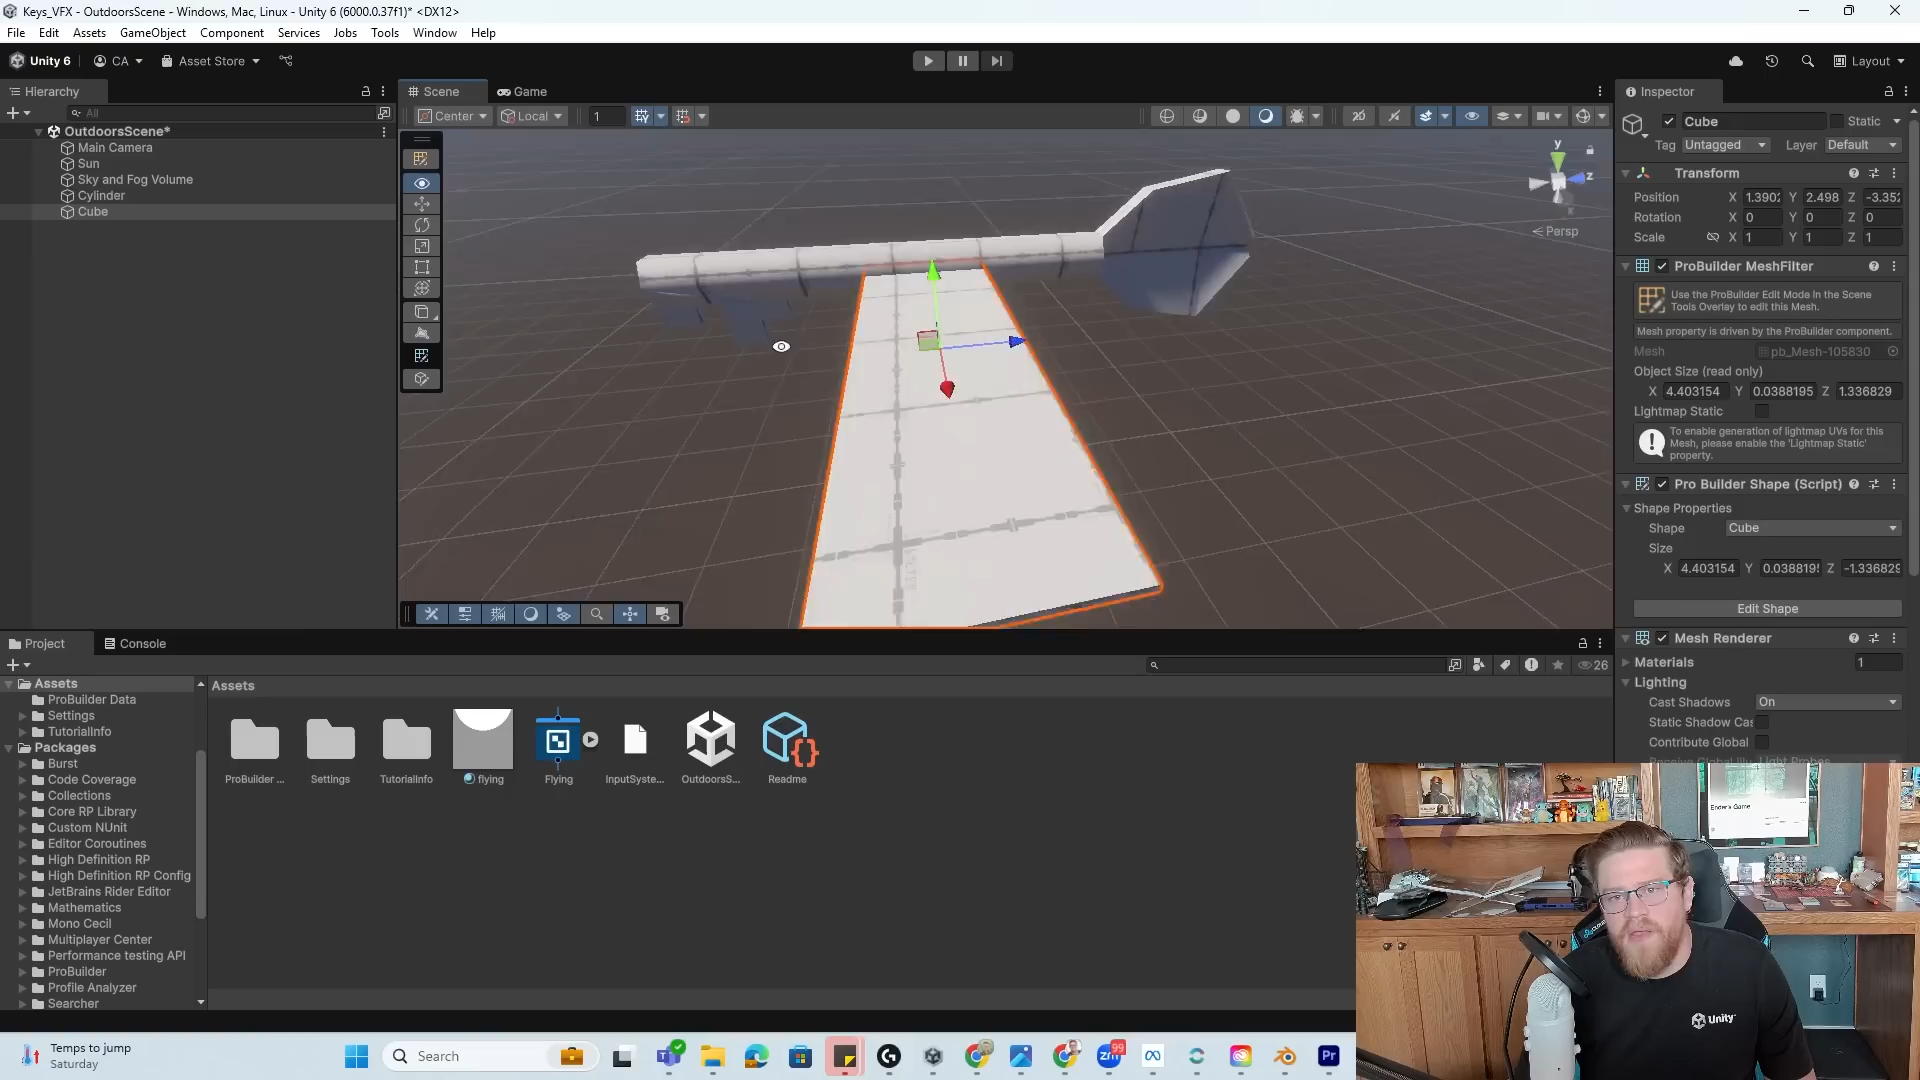 Keys_VFX - OutdoorsScene - Windows, Mac, Linux - Unity 6 (6000.0.37f1)* <DX12>
File Edit Assets GameObject Component Services Jobs Tools Window Help
Unity 6 CA Asset Store Layout
Hierarchy
All
OutdoorsScene*
Main Camera
Sun
Sky and Fog Volume
Cylinder
Cube
Scene Game
Center Local 1 2D
y
z
Persp
Inspector
Cube Static
Tag Untagged Layer Default
Transform
Position X 1.3902 Y 2.498 Z -3.352
Rotation X 0 Y 0 Z 0
Scale X 1 Y 1 Z 1
ProBuilder MeshFilter
Use the ProBuilder Edit Mode in the Scene
Tools Overlay to edit this Mesh.
Mesh property is driven by the ProBuilder component.
Mesh pb_Mesh-105830
Object Size (read only)
X 4.403154 Y 0.0388195 Z 1.336829
Lightmap Static
To enable generation of lightmap UVs for this
Mesh, please enable the 'Lightmap Static'
property.
Pro Builder Shape (Script)
Shape Properties
Shape Cube
Size
X 4.403154 Y 0.038819! Z -1.336829
Edit Shape
Mesh Renderer
Materials 1
Lighting
Cast Shadows On
Static Shadow Cas
Contribute Global
Project Console
26
Assets
ProBuilder Data
Settings
TutorialInfo
Packages
Burst
Code Coverage
Collections
Core RP Library
Custom NUnit
Editor Coroutines
High Definition RP
High Definition RP Config
JetBrains Rider Editor
Mathematics
Mono Cecil
Multiplayer Center
Performance testing API
ProBuilder
Profile Analyzer
Searcher
Assets
ProBuilder ... Settings TutorialInfo flying Flying InputSyste... OutdoorsS... Readme
Ender's Game
Unity
Temps to jump
Saturday
Search
99
Pr